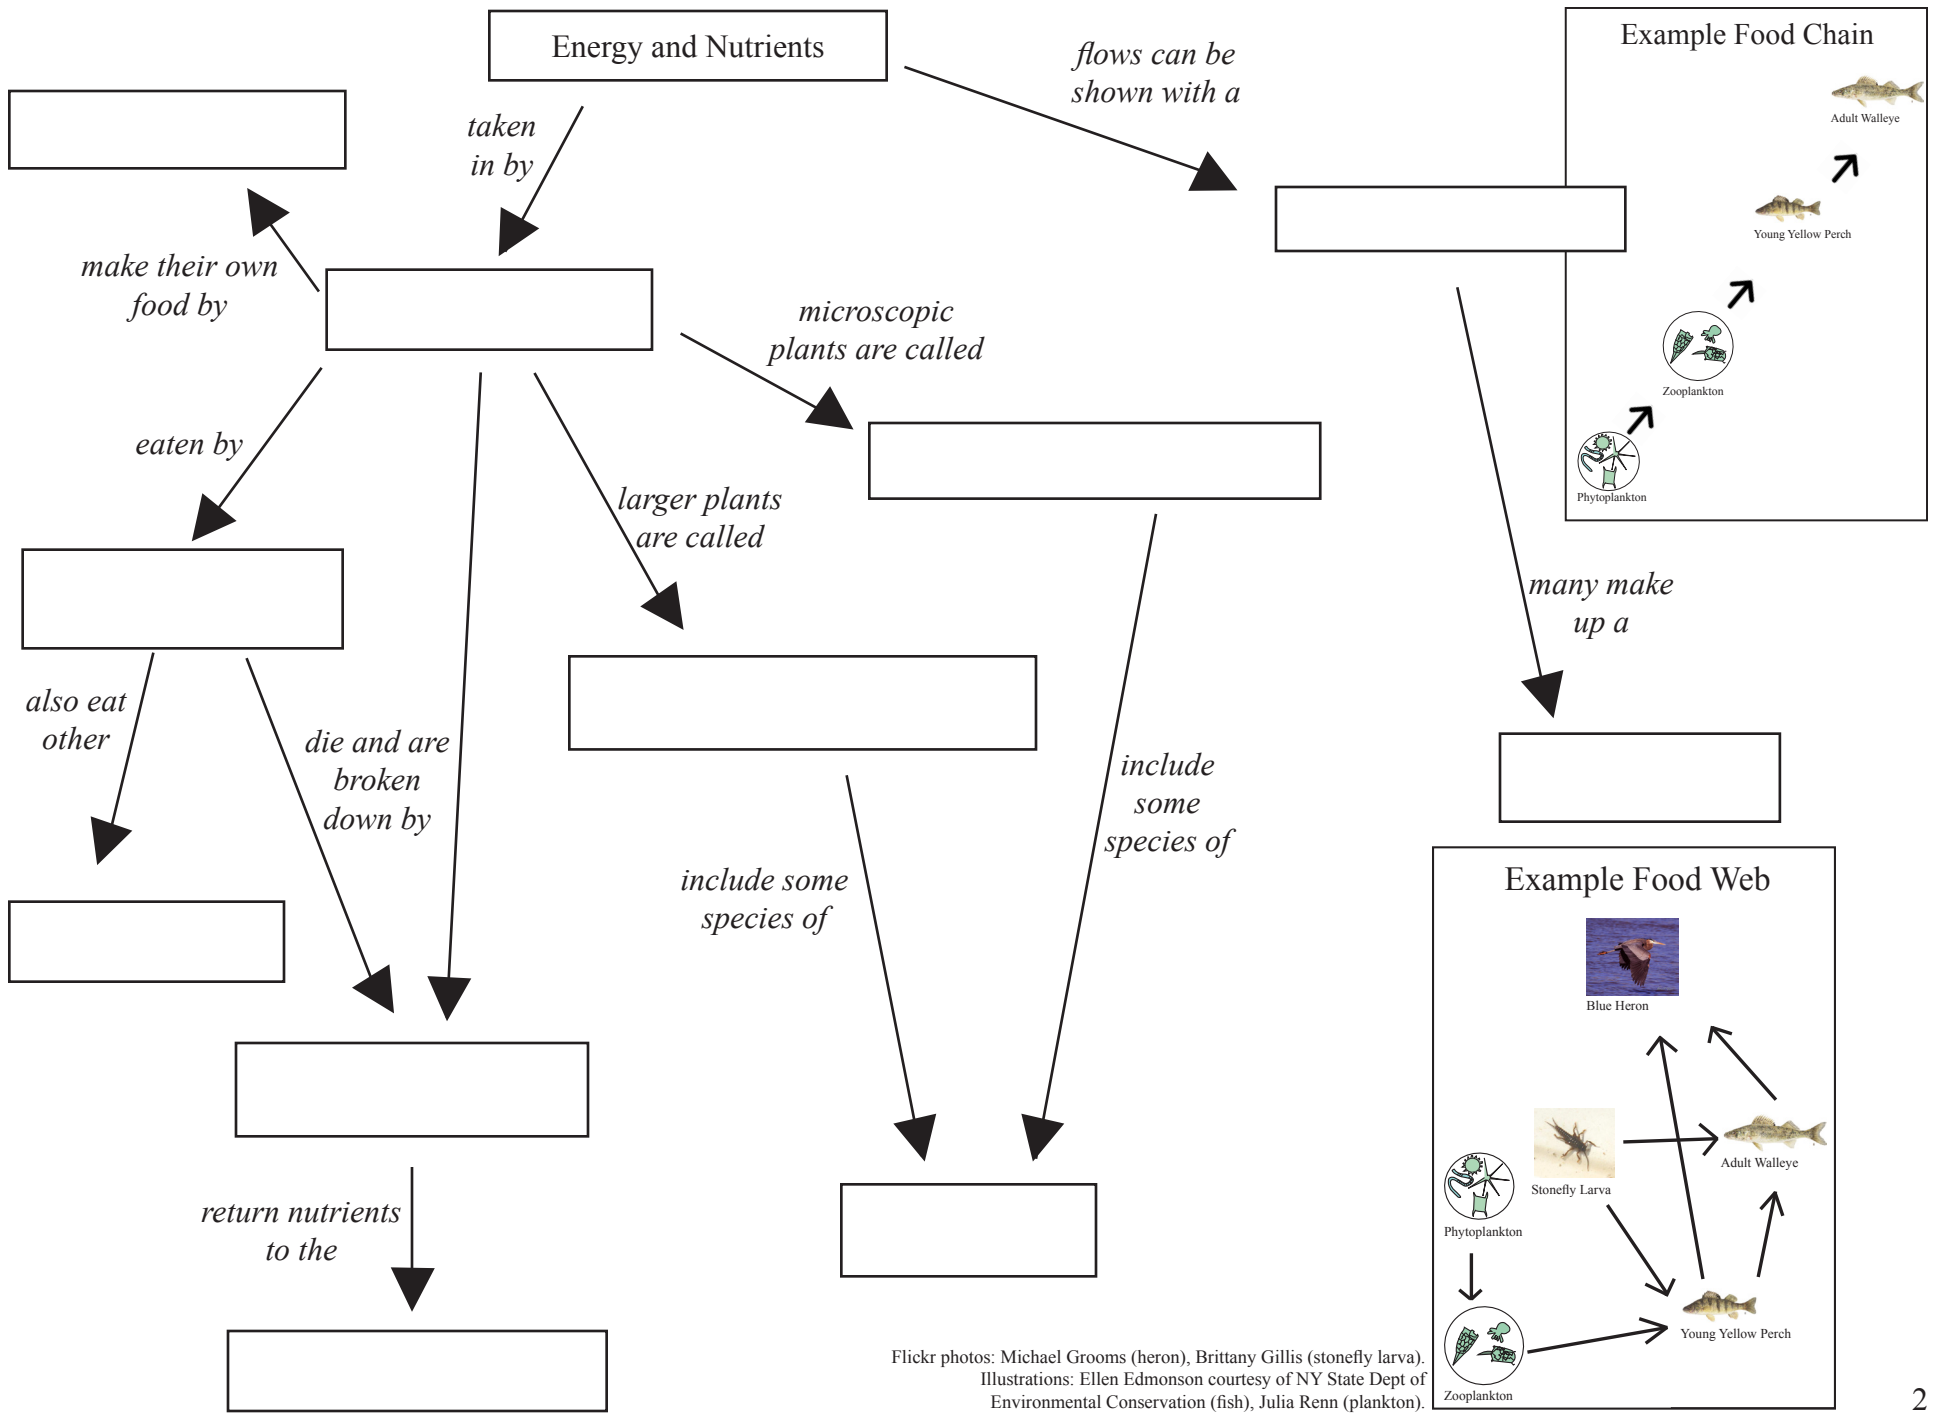 Energy and Nutrients
flows can be
shown with a
Example Food Chain
Adult Walleye
Young Yellow Perch
Zooplankton
Phytoplankton
taken
in by
make their own
food by
microscopic
plants are called
eaten by
larger plants
are called
many make
up a
also eat
other
die and are
broken
down by
include
some
species of
include some
species of
return nutrients
to the
Example Food Web
Blue Heron
Adult Walleye
Stonefly Larva
Phytoplankton
Young Yellow Perch
Zooplankton
Flickr photos: Michael Grooms (heron), Brittany Gillis (stonefly larva).
Illustrations: Ellen Edmonson courtesy of NY State Dept of
Environmental Conservation (fish), Julia Renn (plankton).
2